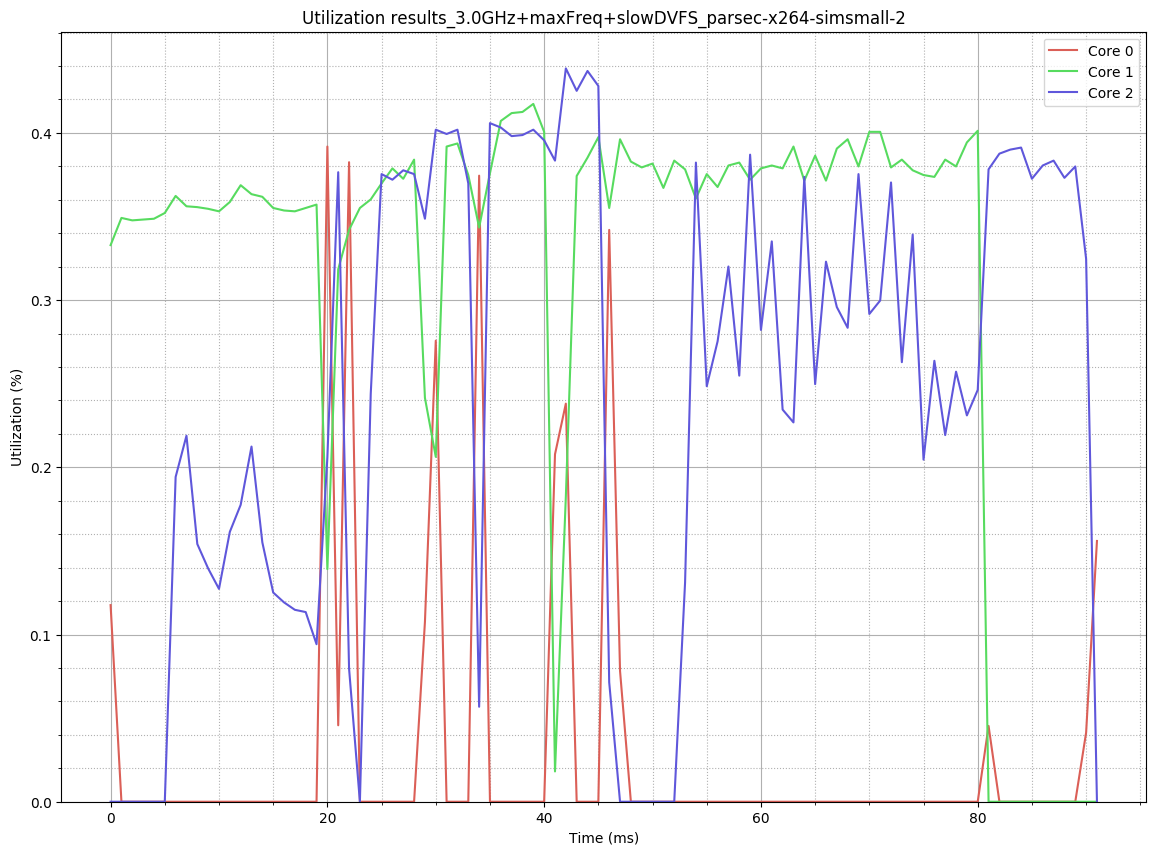 Utilization results_3.0GHz+maxFreq+slowDVFS_parsec-x264-simsmall-2
Core 0
Core 1
Core 2
Utilization (%)
0.4
0.3
0.2
0.1
0.0
0 20 40 60 80
Time (ms)